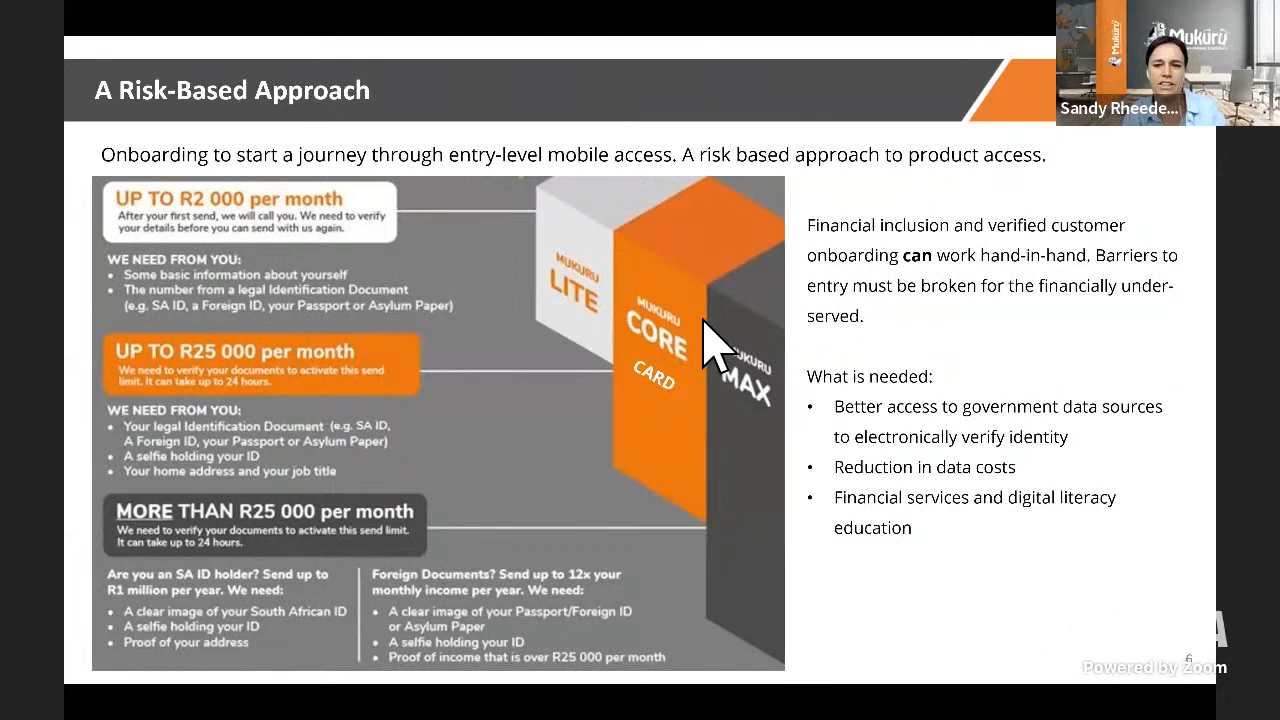 A Risk-Based Approach
Mukuru
Mukuru
Sandy Rheede...
Onboarding to start a journey through entry-level mobile access. A risk based approach to product access.
UP TO R2 000 per month
After your first send, we will call you. We need to verify
your details before you can send with us again.
WE NEED FROM YOU:
• Some basic information about yourself
• The number from a legal Identification Document
(e.g. SA ID, a Foreign ID, your Passport or Asylum Paper)
UP TO R25 000 per month
We need to verify your documents to activate this send
limit. It can take up to 24 hours.
WE NEED FROM YOU:
• Your legal Identification Document (e.g. SA ID,
A Foreign ID, your Passport or Asylum Paper)
• A selfie holding your ID
• Your home address and your job title
MORE THAN R25 000 per month
We need to verify your documents to activate this send limit.
It can take up to 24 hours.
Are you an SA ID holder? Send up to
R1 million per year. We need:
• A clear image of your South African ID
• A selfie holding your ID
• Proof of your address
Foreign Documents? Send up to 12x your
monthly income per year. We need:
• A clear image of your Passport/Foreign ID
or Asylum Paper
• A selfie holding your ID
• Proof of income that is over R25 000 per month
MUKURU
LITE
MUKURU
CORE
CARD
UKURU
MAX
Financial inclusion and verified customer
onboarding can work hand-in-hand. Barriers to
entry must be broken for the financially under-
served.
What is needed:
• Better access to government data sources
to electronically verify identity
• Reduction in data costs
• Financial services and digital literacy
education
A
6
Powered by Zoom